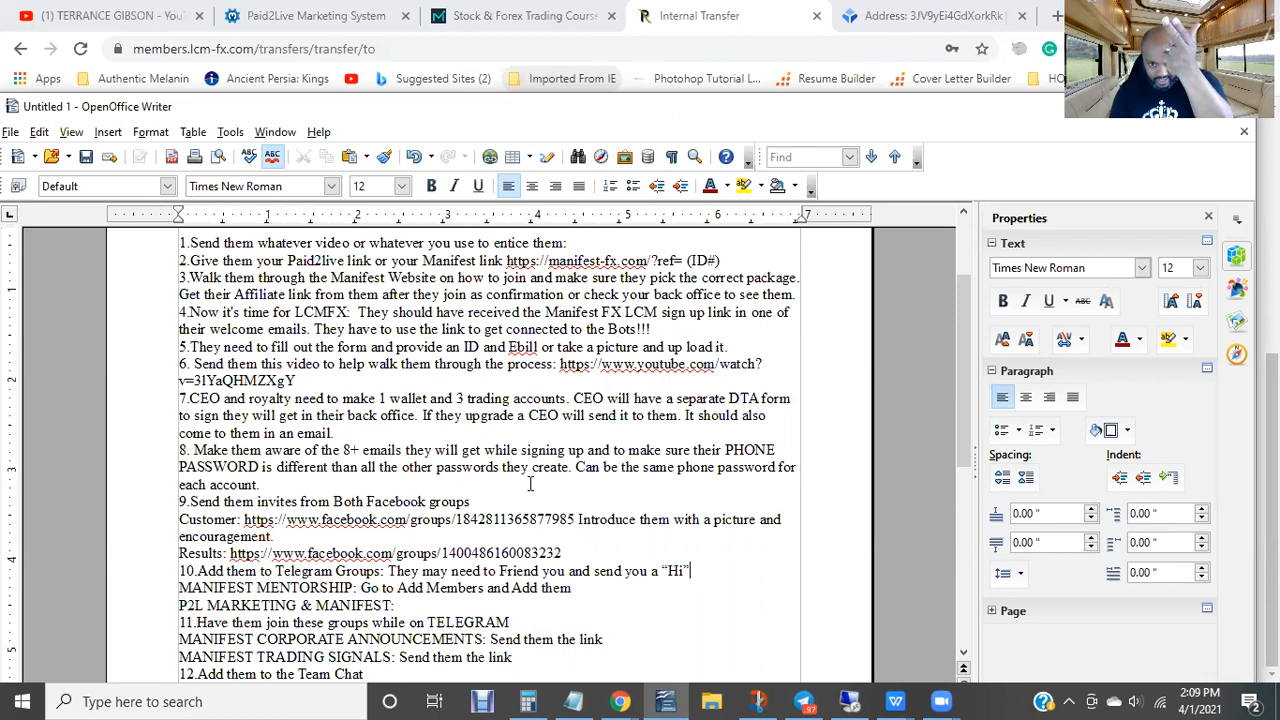 (1) TERRANCE GIBSON - YouT
Paid2Live Marketing System
Stock & Forex Trading Course
Internal Transfer
Address: 3JV9yEi4GdXorkRk
members.lcm-fx.com/transfers/transfer/to
Apps
Authentic Melanin
Ancient Persia: Kings
Suggested Sites (2)
Imported From IE
Photohop Tutorial L...
Resume Builder
Cover Letter Builder
HO
Untitled 1 - OpenOffice Writer
File Edit View Insert Format Table Tools Window Help
Find
Default
Times New Roman
12
1 2 3 4 5 6 7
Properties
Text
Times New Roman
12
Paragraph
Spacing:
Indent:
0.00 "
0.00 "
0.00 "
0.00 "
0.00 "
Page
1.Send them whatever video or whatever you use to entice them:
2.Give them your Paid2live link or your Manifest link https://manifest-fx.com/?ref= (ID#)
3.Walk them through the Manifest Website on how to join and make sure they pick the correct package.
Get their Affiliate link from them after they join as confirmation or check your back office to see them.
4.Now it's time for LCMFX:  They should have received the Manifest FX LCM sign up link in one of
their welcome emails. They have to use the link to get connected to the Bots!!!
5.They need to fill out the form and provide an ID and Ebill or take a picture and up load it.
6. Send them this video to help walk them through the process: https://www.youtube.com/watch?
v=3lYaQHMZXgY
7.CEO and royalty need to make 1 wallet and 3 trading accounts. CEO will have a separate DTA form
to sign they will get in their back office. If they upgrade a CEO will send it to them. It should also
come to them in an email.
8. Make them aware of the 8+ emails they will get while signing up and to make sure their PHONE
PASSWORD is different than all the other passwords they create. Can be the same phone password for
each account.
9.Send them invites from Both Facebook groups
Customer: https://www.facebook.com/groups/1842811365877985 Introduce them with a picture and
encouragement.
Results: https://www.facebook.com/groups/1400486160083232
10.Add them to Telegram Groups: They may need to Friend you and send you a “Hi”
MANIFEST MENTORSHIP: Go to Add Members and Add them
P2L MARKETING & MANIFEST:
11.Have them join these groups while on TELEGRAM
MANIFEST CORPORATE ANNOUNCEMENTS: Send them the link
MANIFEST TRADING SIGNALS: Send them the link
12.Add them to the Team Chat
Type here to search
97
2:09 PM
4/1/2021
2